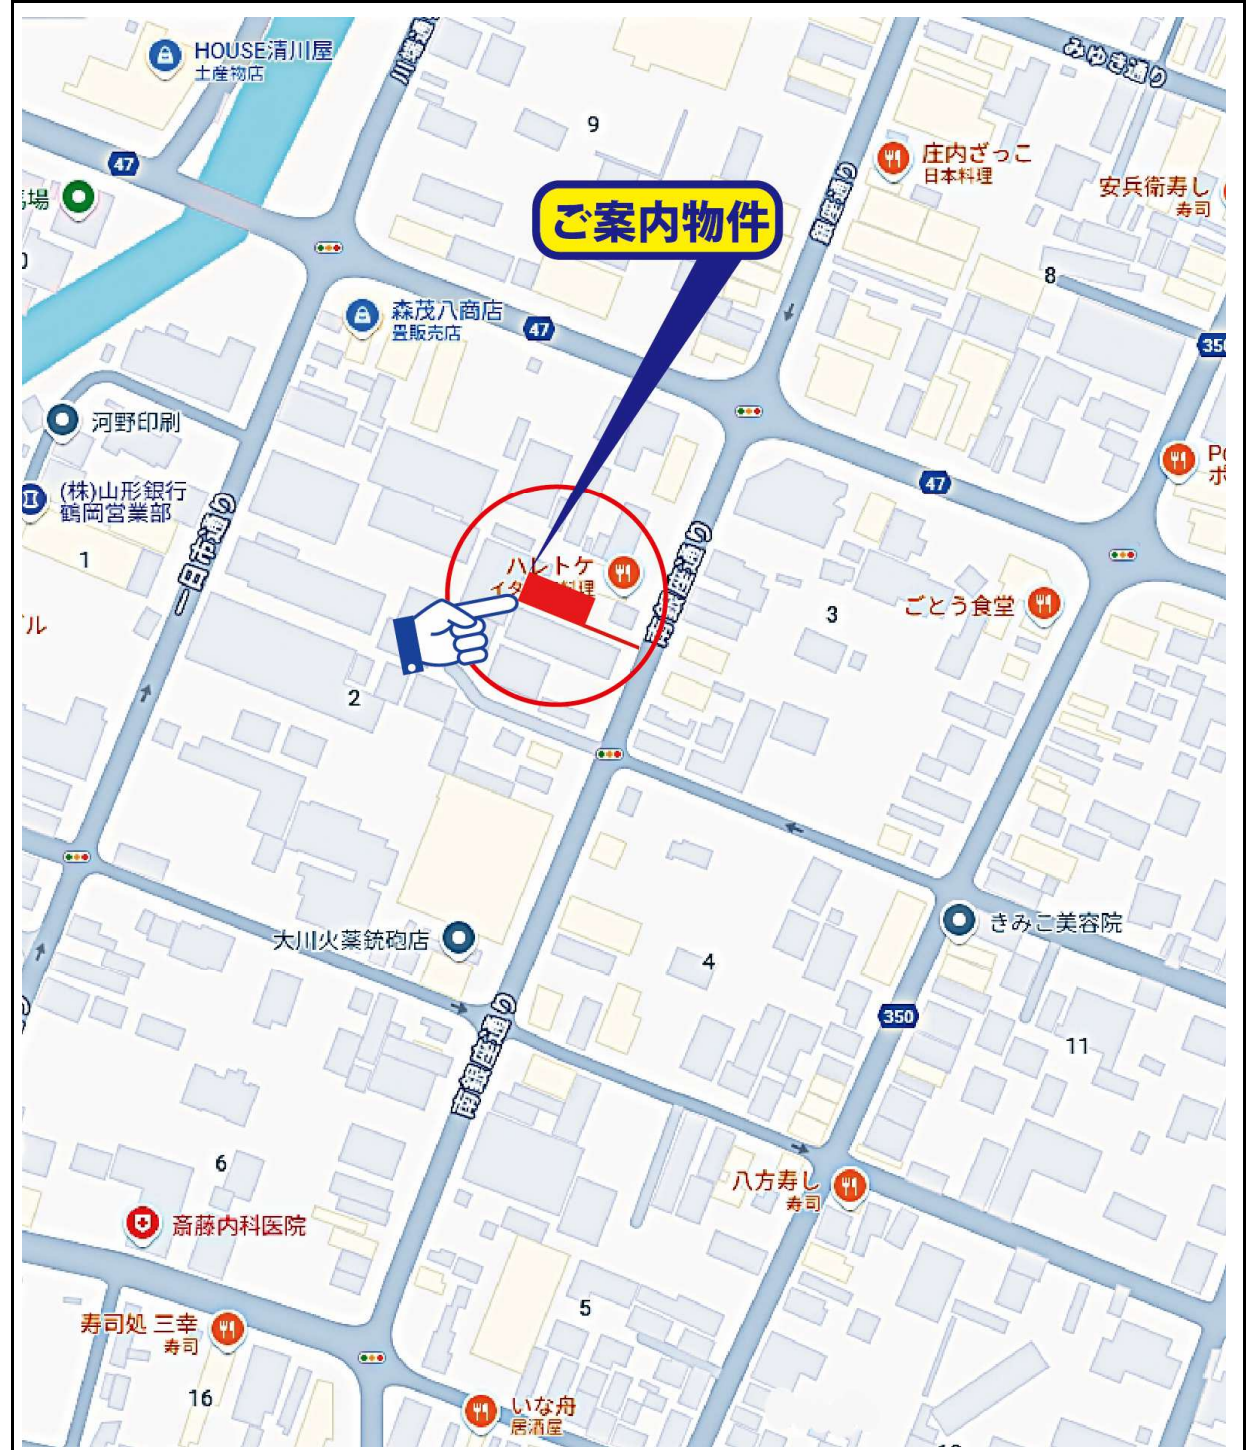 HOUSE清川屋
土産物店
みゆき通り
9
47
庄内ざっこ
日本料理
安兵衛寿し
寿司
銀座通り
ご案内物件
8
森茂八商店
畳販売店
47
350
河野印刷
47
(株)山形銀行
鶴岡営業部
1
一日市通り
ハレトケ
南銀座通り
3
ごとう食堂
ル
2
きみこ美容院
大川火薬銃砲店
4
350
11
南銀座通り
6
八方寿し
寿司
斎藤内科医院
5
寿司処 三幸
寿司
16
いな舟
居酒屋